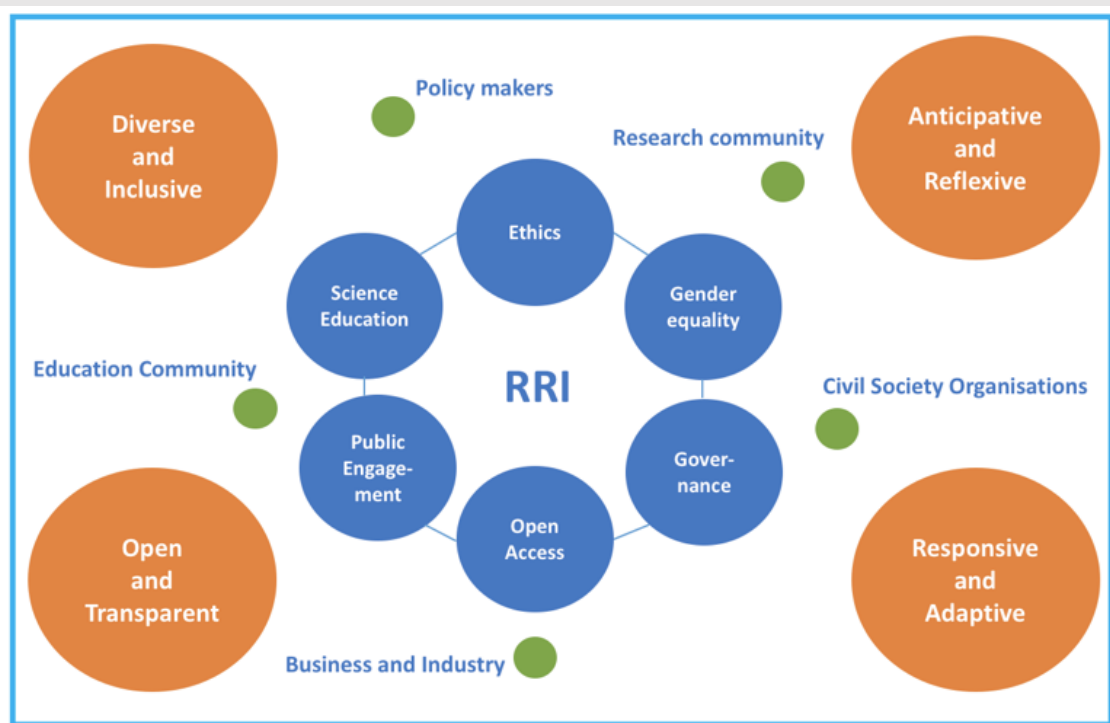 Policy makers
Diverse
and
Inclusive
Anticipative
and
Reflexive
Research community
Ethics
Science
Education
Gender
equality
Education Community
RRI
Civil Society Organisations
Public
Engage-
ment
Gover-
nance
Open
Access
Open
and
Transparent
Responsive
and
Adaptive
Business and Industry